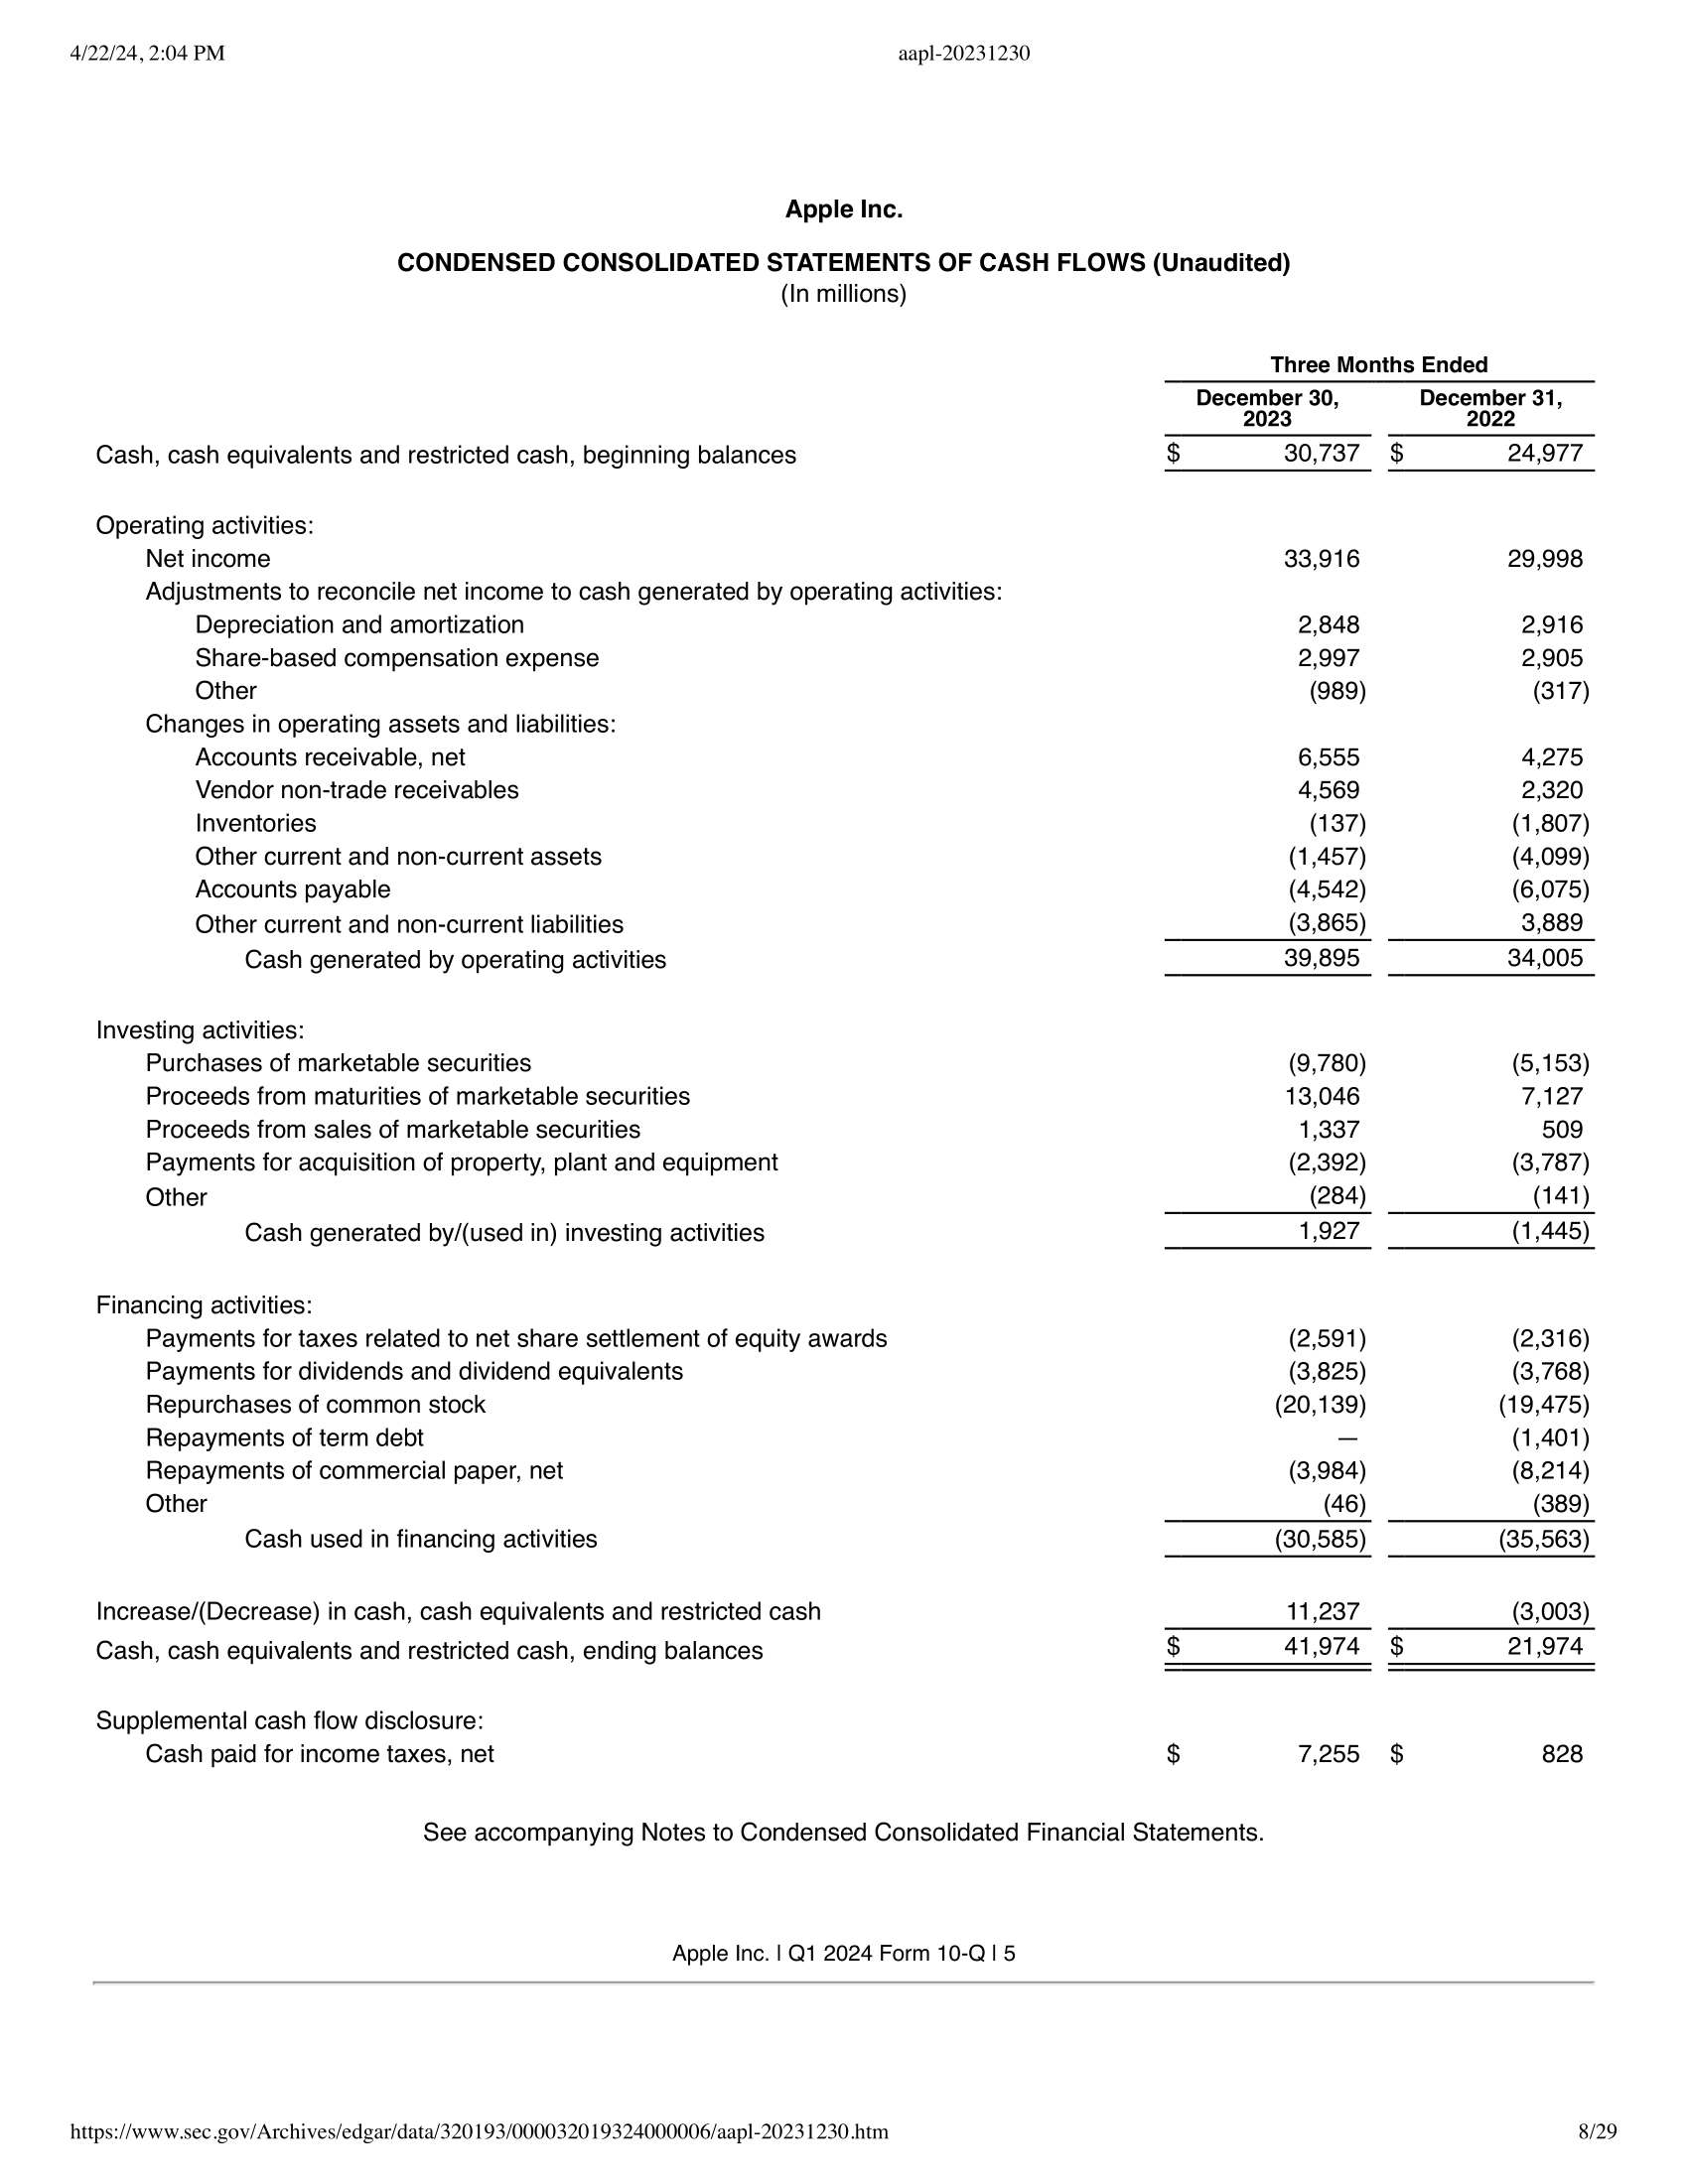 4/22/24, 2:04 PM aapl-20231230
Apple Inc.
CONDENSED CONSOLIDATED STATEMENTS OF CASH FLOWS (Unaudited)
(In millions)
Three Months Ended
December 30, 2023 December 31, 2022
Cash, cash equivalents and restricted cash, beginning balances $ 30,737 $ 24,977
Operating activities:
Net income 33,916 29,998
Adjustments to reconcile net income to cash generated by operating activities:
Depreciation and amortization 2,848 2,916
Share-based compensation expense 2,997 2,905
Other (989) (317)
Changes in operating assets and liabilities:
Accounts receivable, net 6,555 4,275
Vendor non-trade receivables 4,569 2,320
Inventories (137) (1,807)
Other current and non-current assets (1,457) (4,099)
Accounts payable (4,542) (6,075)
Other current and non-current liabilities (3,865) 3,889
Cash generated by operating activities 39,895 34,005
Investing activities:
Purchases of marketable securities (9,780) (5,153)
Proceeds from maturities of marketable securities 13,046 7,127
Proceeds from sales of marketable securities 1,337 509
Payments for acquisition of property, plant and equipment (2,392) (3,787)
Other (284) (141)
Cash generated by/(used in) investing activities 1,927 (1,445)
Financing activities:
Payments for taxes related to net share settlement of equity awards (2,591) (2,316)
Payments for dividends and dividend equivalents (3,825) (3,768)
Repurchases of common stock (20,139) (19,475)
Repayments of term debt — (1,401)
Repayments of commercial paper, net (3,984) (8,214)
Other (46) (389)
Cash used in financing activities (30,585) (35,563)
Increase/(Decrease) in cash, cash equivalents and restricted cash 11,237 (3,003)
Cash, cash equivalents and restricted cash, ending balances $ 41,974 $ 21,974
Supplemental cash flow disclosure:
Cash paid for income taxes, net $ 7,255 $ 828
See accompanying Notes to Condensed Consolidated Financial Statements.
Apple Inc. | Q1 2024 Form 10-Q | 5
https://www.sec.gov/Archives/edgar/data/320193/000032019324000006/aapl-20231230.htm 8/29